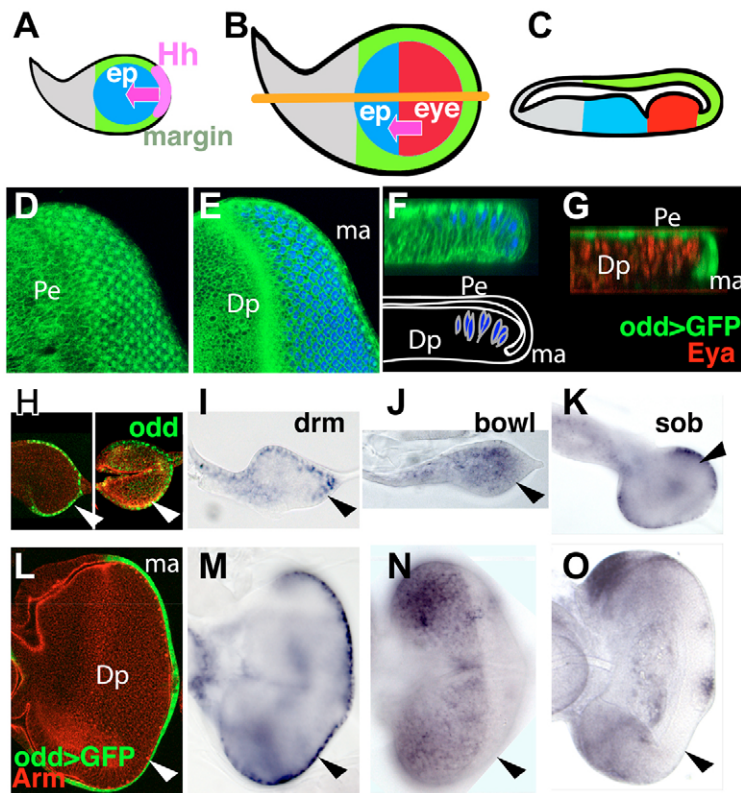 A B C
Hh
ep
margin
ep eye
D E F G
ma
Pe
Pe
Dp
Dp
ma
Pe
Dp
ma
odd>GFP
Eya
H I J K
odd drm bowl sob
L M N O
ma
Dp
odd>GFP
Arm